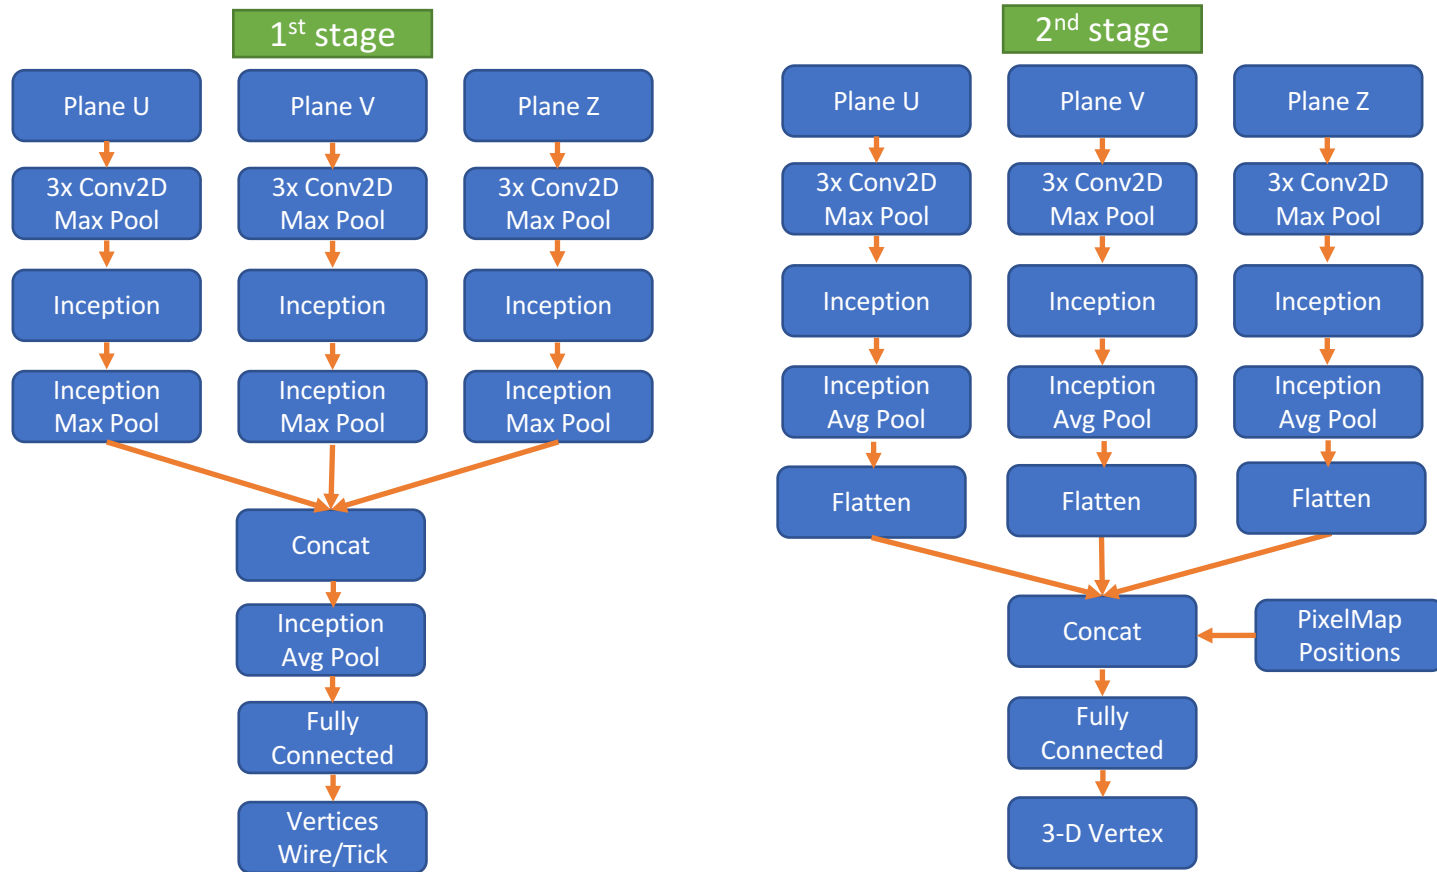 1st stage
Plane U
Plane V
Plane Z
3x Conv2D
Max Pool
3x Conv2D
Max Pool
3x Conv2D
Max Pool
Inception
Inception
Inception
Inception
Max Pool
Inception
Max Pool
Inception
Max Pool
Concat
Inception
Avg Pool
Fully
Connected
Vertices
Wire/Tick
2nd stage
Plane U
Plane V
Plane Z
3x Conv2D
Max Pool
3x Conv2D
Max Pool
3x Conv2D
Max Pool
Inception
Inception
Inception
Inception
Avg Pool
Inception
Avg Pool
Inception
Avg Pool
Flatten
Flatten
Flatten
Concat
PixelMap
Positions
Fully
Connected
3-D Vertex